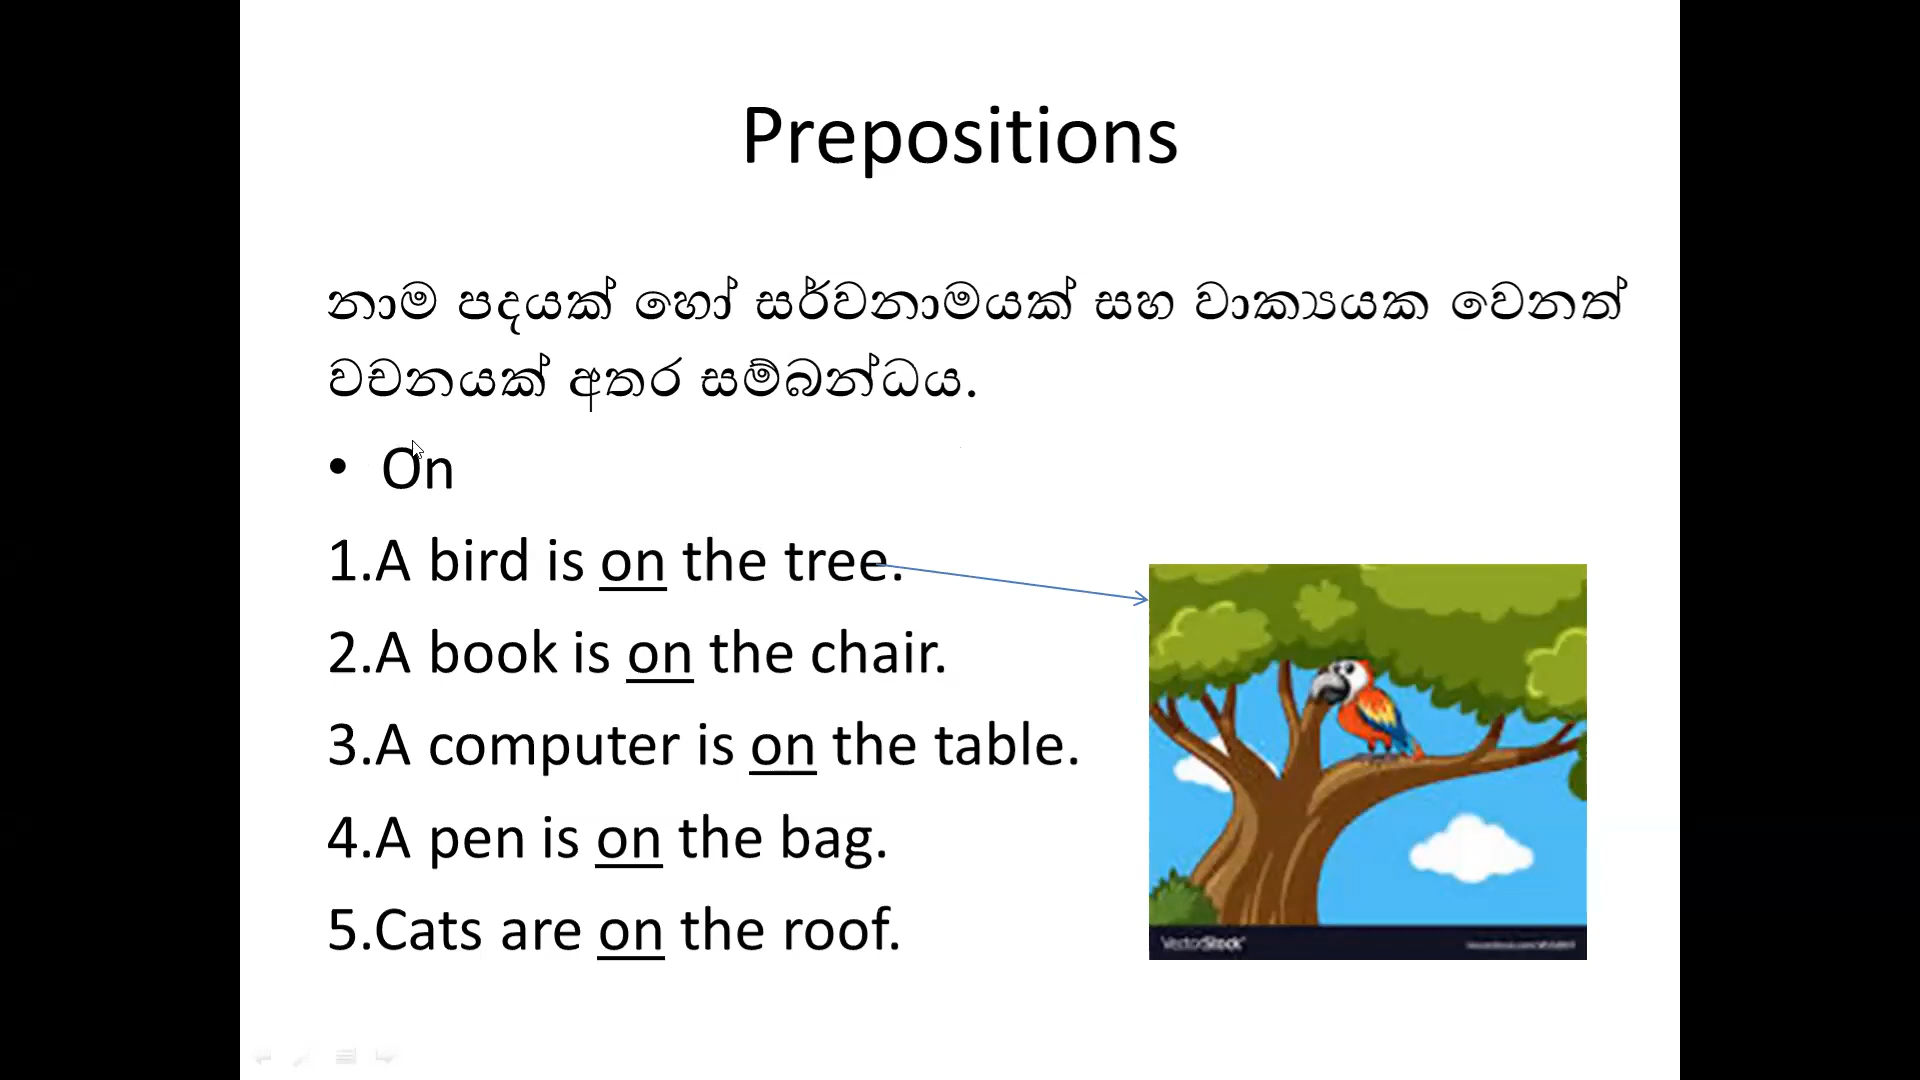 Prepositions
නාම පදයක් හෝ සර්වනාමයක් සහ වාක්‍යයක වෙනත්
වචනයක් අතර සම්බන්ධය.
• On
1.A bird is on the tree.
2.A book is on the chair.
3.A computer is on the table.
4.A pen is on the bag.
5.Cats are on the roof.
VectorStock